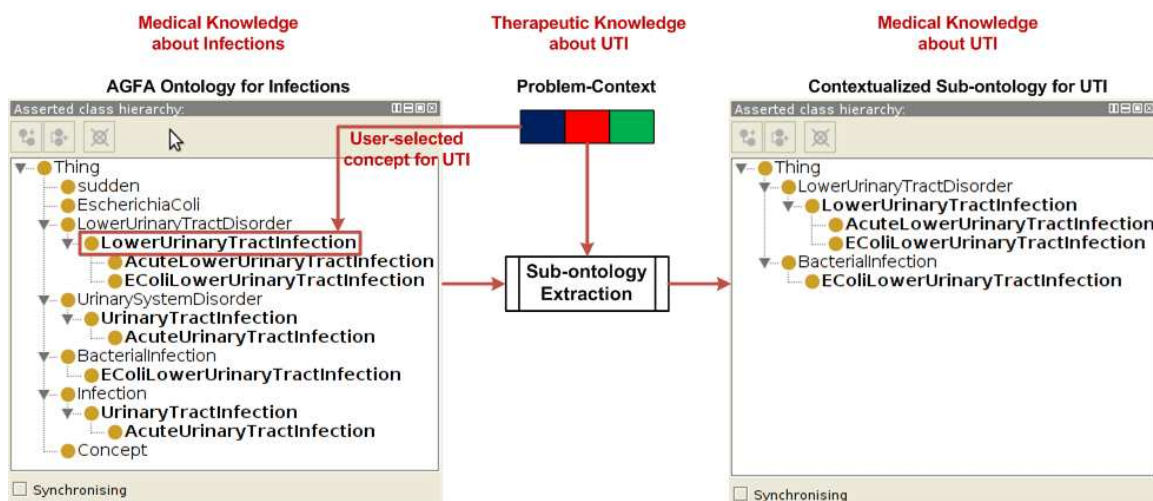 Medical Knowledge
about Infections
Therapeutic Knowledge
about UTI
Medical Knowledge
about UTI
AGFA Ontology for Infections
Problem-Context
Contextualized Sub-ontology for UTI
Asserted class hierarchy:
User-selected
concept for UTI
Thing
sudden
EscherichiaColi
LowerUrinaryTractDisorder
LowerUrinaryTractInfection
AcuteLowerUrinaryTractInfection
EColiLowerUrinaryTractInfection
UrinarySystemDisorder
UrinaryTractInfection
AcuteUrinaryTractInfection
BacterialInfection
EColiLowerUrinaryTractInfection
Infection
UrinaryTractInfection
AcuteUrinaryTractInfection
Concept
Synchronising
Sub-ontology
Extraction
Asserted class hierarchy:
Thing
LowerUrinaryTractDisorder
LowerUrinaryTractInfection
AcuteLowerUrinaryTractInfection
EColiLowerUrinaryTractInfection
BacterialInfection
EColiLowerUrinaryTractInfection
Synchronising